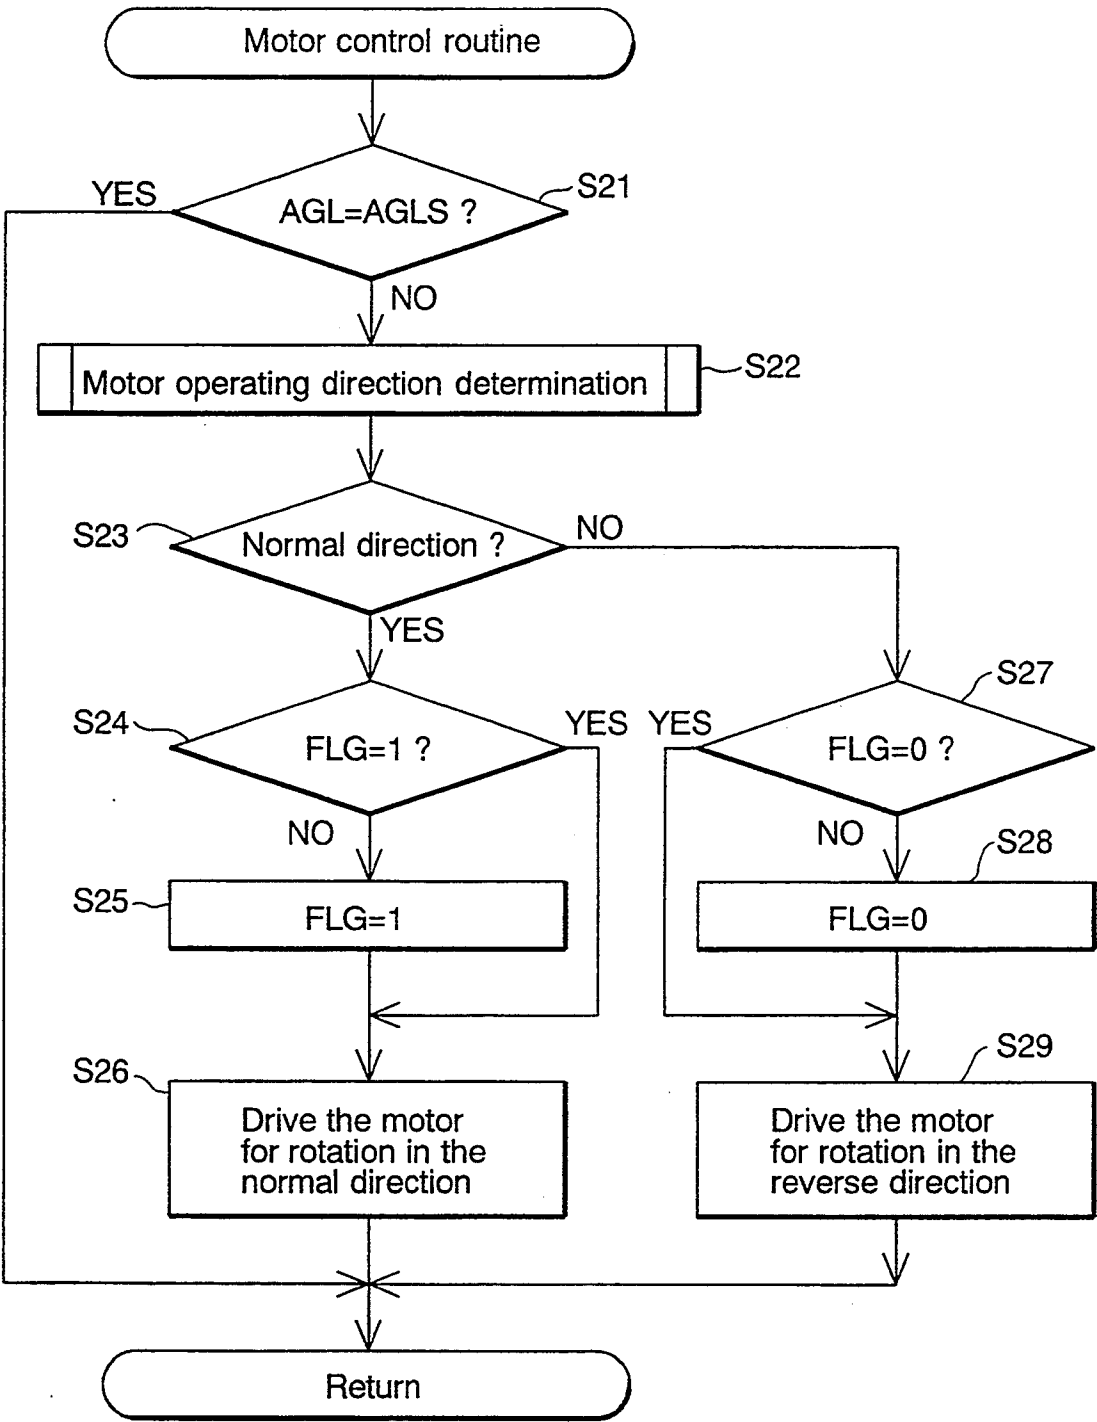 Motor control routine
YES
AGL=AGLS ?
S21
NO
Motor operating direction determination
S22
S23
Normal direction ?
NO
YES
S24
FLG=1 ?
YES
YES
FLG=0 ?
S27
NO
NO
S25
FLG=1
FLG=0
S28
S26
Drive the motor
for rotation in the
normal direction
S29
Drive the motor
for rotation in the
reverse direction
Return